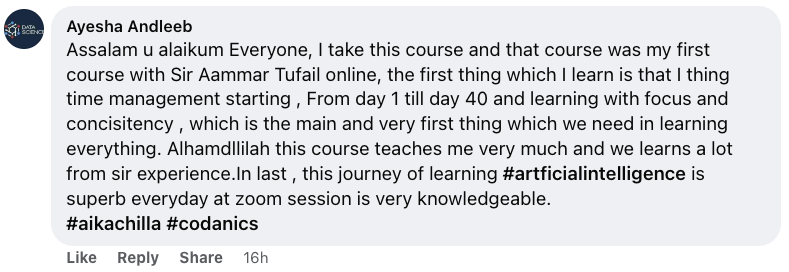 DATA
SCIENC
Ayesha Andleeb
Assalam u alaikum Everyone, I take this course and that course was my first
course with Sir Aammar Tufail online, the first thing which I learn is that I thing
time management starting , From day 1 till day 40 and learning with focus and
concisitency , which is the main and very first thing which we need in learning
everything. Alhamdllilah this course teaches me very much and we learns a lot
from sir experience.In last , this journey of learning #artficialintelligence is
superb everyday at zoom session is very knowledgeable.
#aikachilla #codanics
Like Reply Share 16h